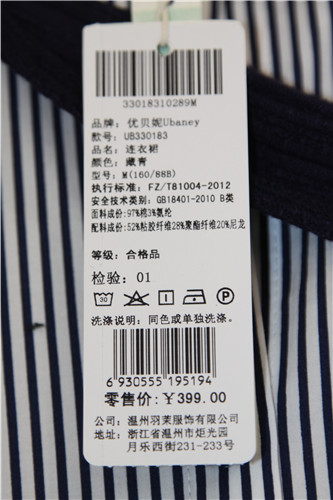 33018310289M
品牌：优贝妮Ubaney
款号：UB330183
品名：连衣裙
颜色：藏青
型号：M(160/88B)
执行标准：FZ/T81004-2012
安全技术类别：GB18401-2010 B类
面料成份：97%棉3%氨纶
配料成份：52%粘胶纤维28%聚酯纤维20%尼龙
等级：合格品
检验：01
30 P
洗涤说明：同色或单独洗涤。
6 930555 195194
零售价：￥399.00
公司：温州羽莱服饰有限公司
地址：浙江省温州市炬光园
月乐西街231-233号